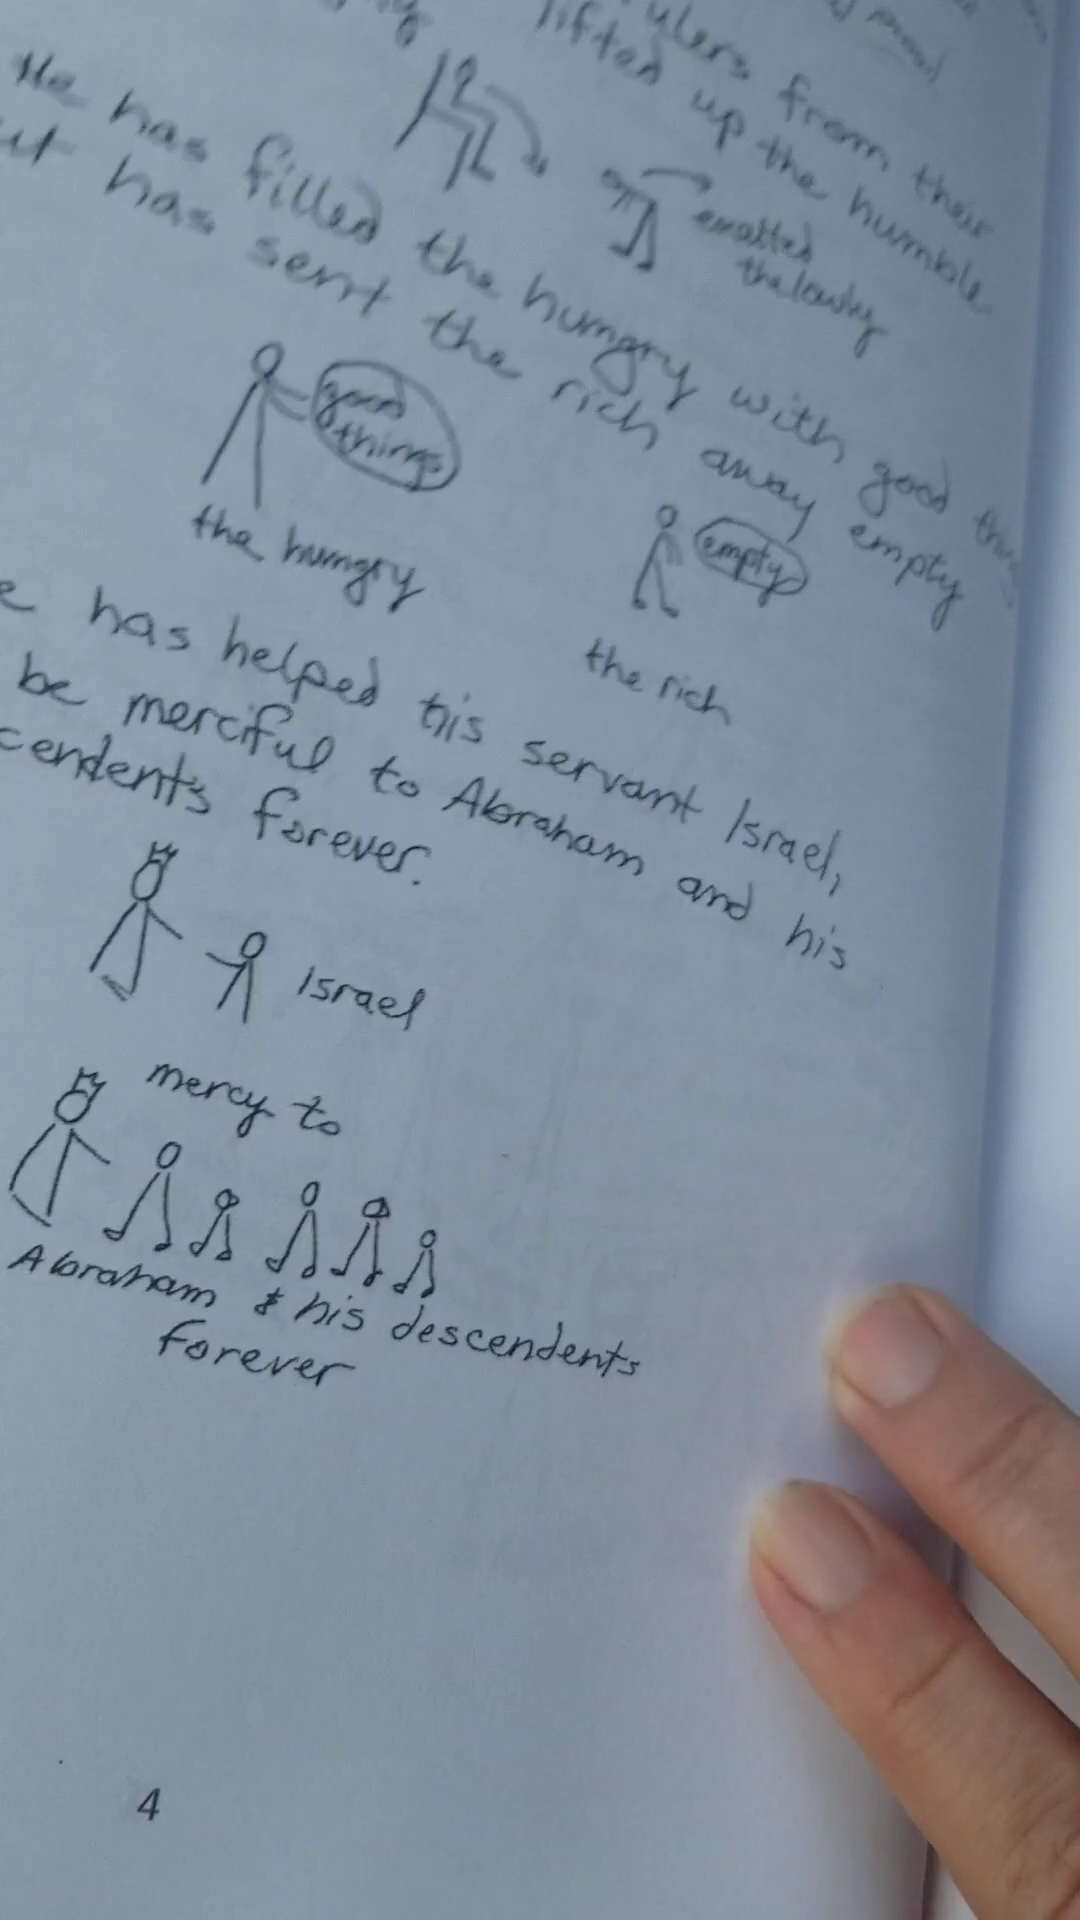 rulers from their
lifted up the humble
exalted
the lowly
He has filled the hungry with good
has sent the rich away empty
good
things
the hungry
empty
the rich
has helped his servant Israel,
be merciful to Abraham and his
cendents forever.
Israel
mercy to
Abraham & his descendents
forever
4